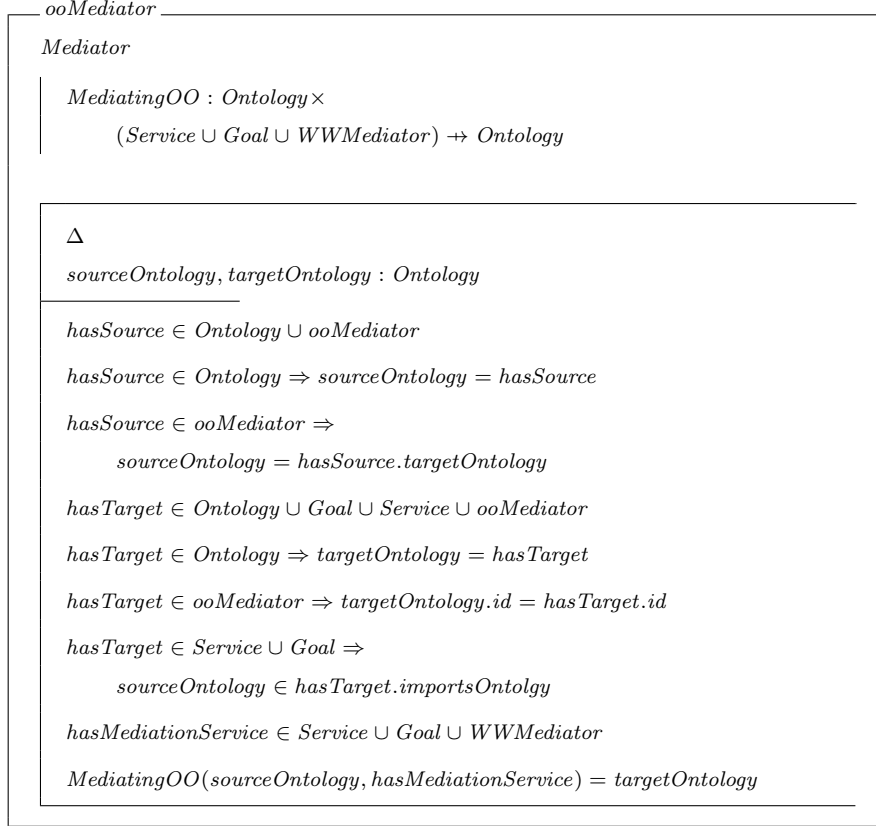 ooMediator
Mediator
MediatingOO : Ontology×
(Service ∪ Goal ∪ WWMediator) ⇸ Ontology
Δ
sourceOntology, targetOntology : Ontology
hasSource ∈ Ontology ∪ ooMediator
hasSource ∈ Ontology ⇒ sourceOntology = hasSource
hasSource ∈ ooMediator ⇒
sourceOntology = hasSource.targetOntology
hasTarget ∈ Ontology ∪ Goal ∪ Service ∪ ooMediator
hasTarget ∈ Ontology ⇒ targetOntology = hasTarget
hasTarget ∈ ooMediator ⇒ targetOntology.id = hasTarget.id
hasTarget ∈ Service ∪ Goal ⇒
sourceOntology ∈ hasTarget.importsOntolgy
hasMediationService ∈ Service ∪ Goal ∪ WWMediator
MediatingOO(sourceOntology, hasMediationService) = targetOntology